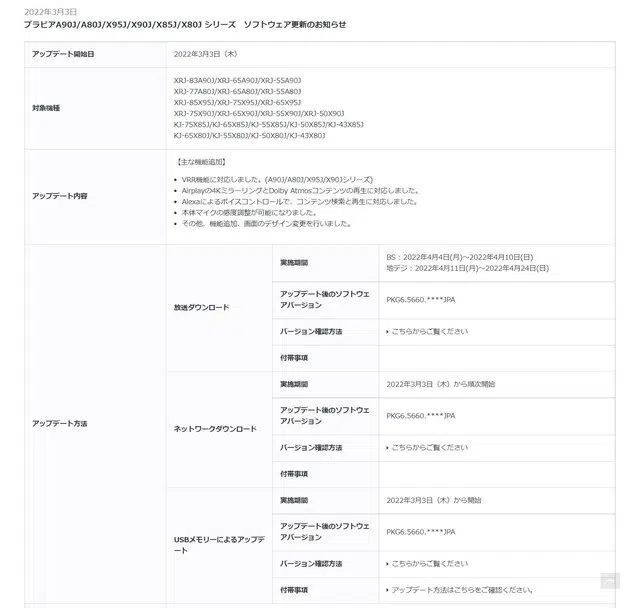 2022年3月3日
ブラビアA90J/A80J/X95J/X90J/X85J/X80J シリーズ　ソフトウェア更新のお知らせ
アップデート開始日
2022年3月3日（木）
対象機種
XRJ-83A90J/XRJ-65A90J/XRJ-55A90J
XRJ-77A80J/XRJ-65A80J/XRJ-55A80J
XRJ-85X95J/XRJ-75X95J/XRJ-65X95J
XRJ-75X90J/XRJ-65X90J/XRJ-55X90J/XRJ-50X90J
KJ-75X85J/KJ-65X85J/KJ-55X85J/KJ-50X85J/KJ-43X85J
KJ-65X80J/KJ-55X80J/KJ-50X80J/KJ-43X80J
アップデート内容
【主な機能追加】
• VRR機能に対応しました。(A90J/A80J/X95J/X90Jシリーズ)
• Airplayの4KミラーリングとDolby Atmosコンテンツの再生に対応しました。
• Alexaによるボイスコントロールで、コンテンツ検索と再生に対応しました。
• 本体マイクの感度調整が可能になりました。
• その他、機能追加、画面のデザイン変更を行いました。
アップデート方法
放送ダウンロード
実施期間
BS：2022年4月4日(月)～2022年4月10日(日)
地デジ：2022年4月11日(月)～2022年4月24日(日)
アップデート後のソフトウェ
アバージョン
PKG6.5660.****JPA
バージョン確認方法
こちらからご覧ください
付帯事項
ネットワークダウンロード
実施期間
2022年3月3日（木）から順次開始
アップデート後のソフトウェ
アバージョン
PKG6.5660.****JPA
バージョン確認方法
こちらからご覧ください
付帯事項
USBメモリーによるアップデ
ート
実施期間
2022年3月3日（木）から開始
アップデート後のソフトウェ
アバージョン
PKG6.5660.****JPA
バージョン確認方法
こちらからご覧ください
付帯事項
アップデート方法はこちらをご確認ください。